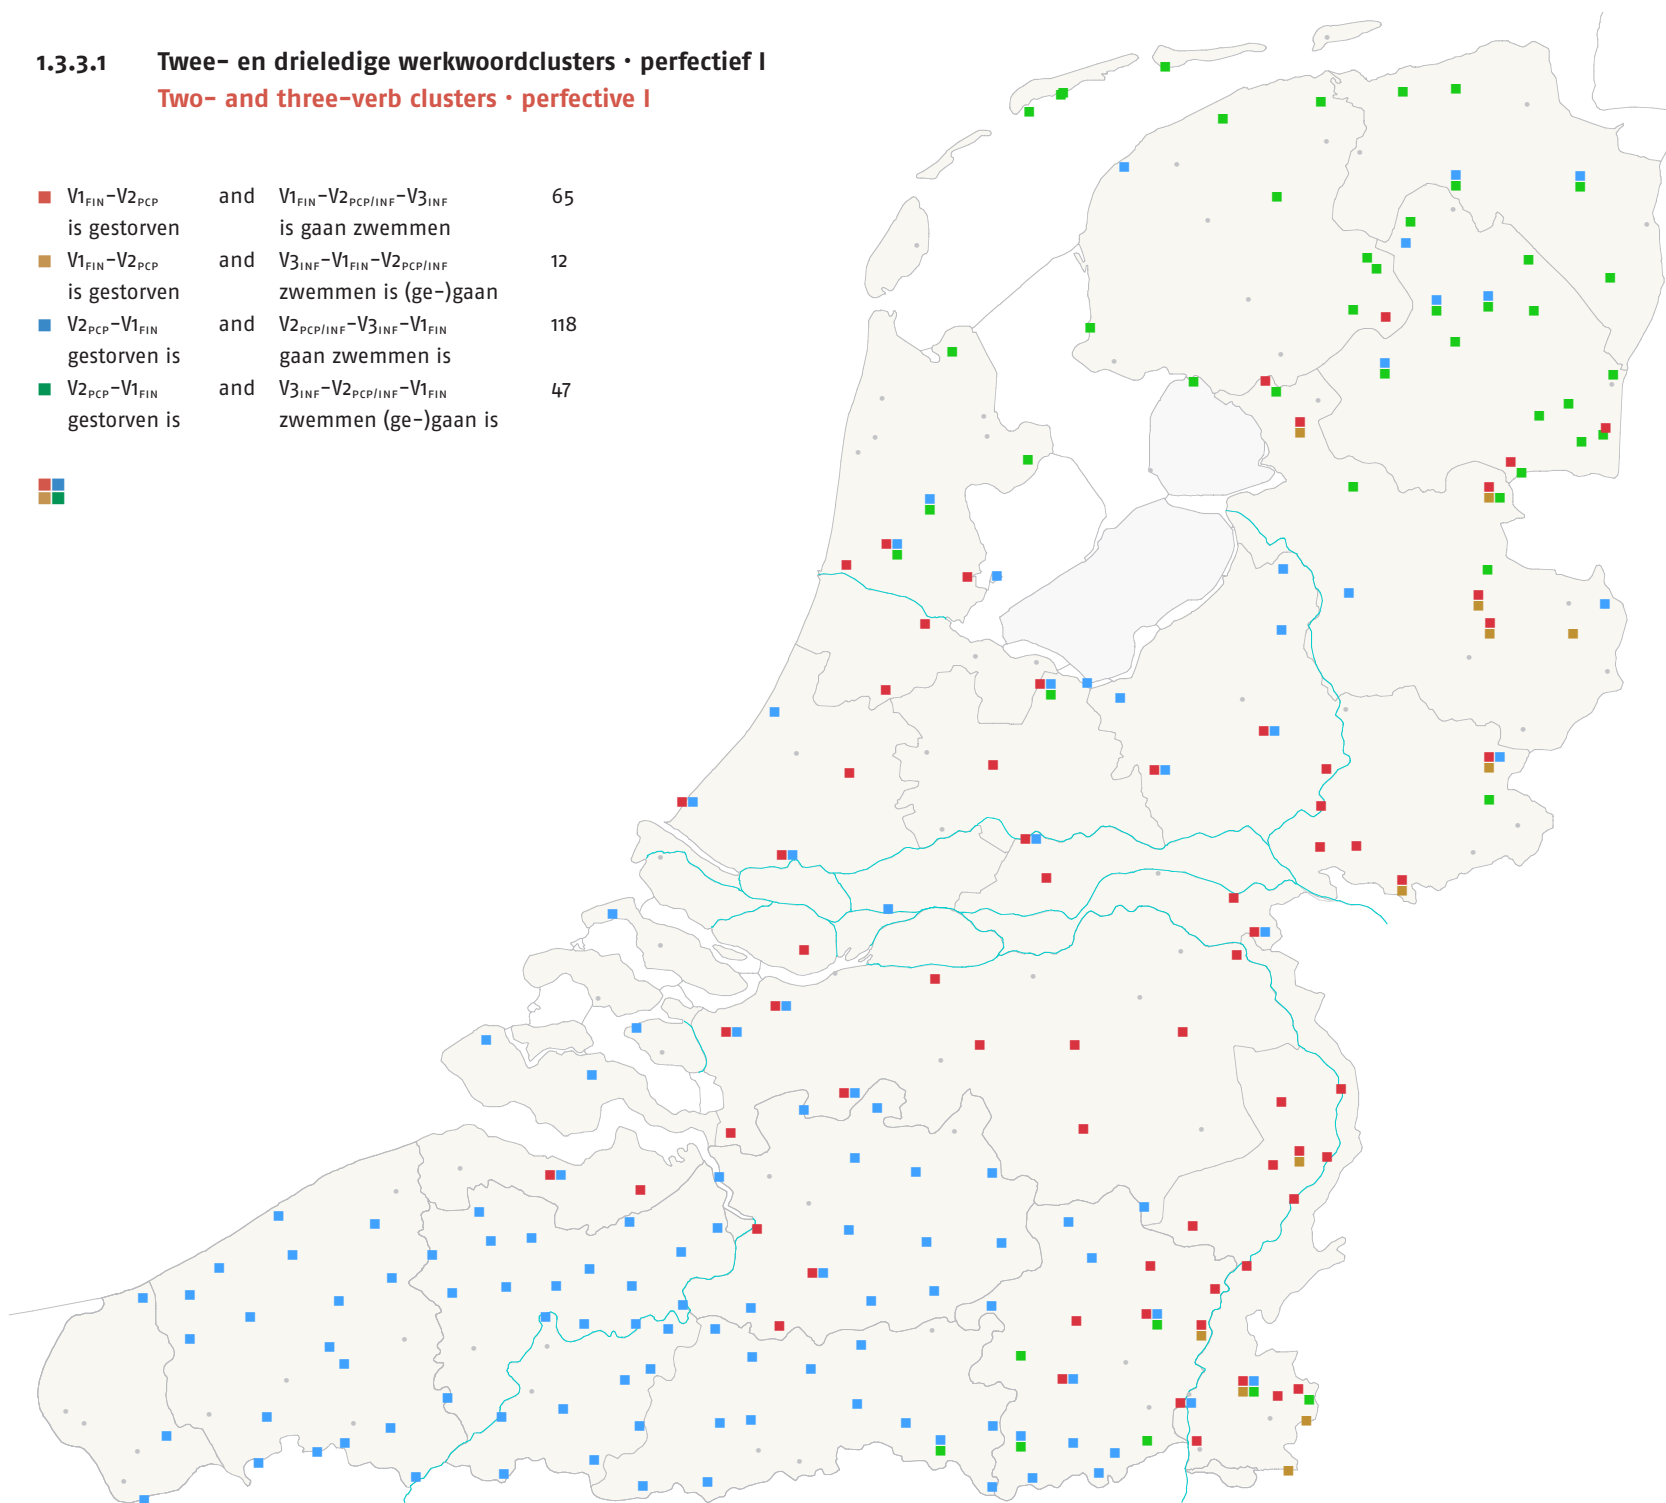 1.3.3.1 Twee- en drieledige werkwoordclusters · perfectief I
Two- and three-verb clusters · perfective I
V1FIN-V2PCP and V1FIN-V2PCP/INF-V3INF 65
is gestorven is gaan zwemmen
V1FIN-V2PCP and V3INF-V1FIN-V2PCP/INF 12
is gestorven zwemmen is (ge-)gaan
V2PCP-V1FIN and V2PCP/INF-V3INF-V1FIN 118
gestorven is gaan zwemmen is
V2PCP-V1FIN and V3INF-V2PCP/INF-V1FIN 47
gestorven is zwemmen (ge-)gaan is